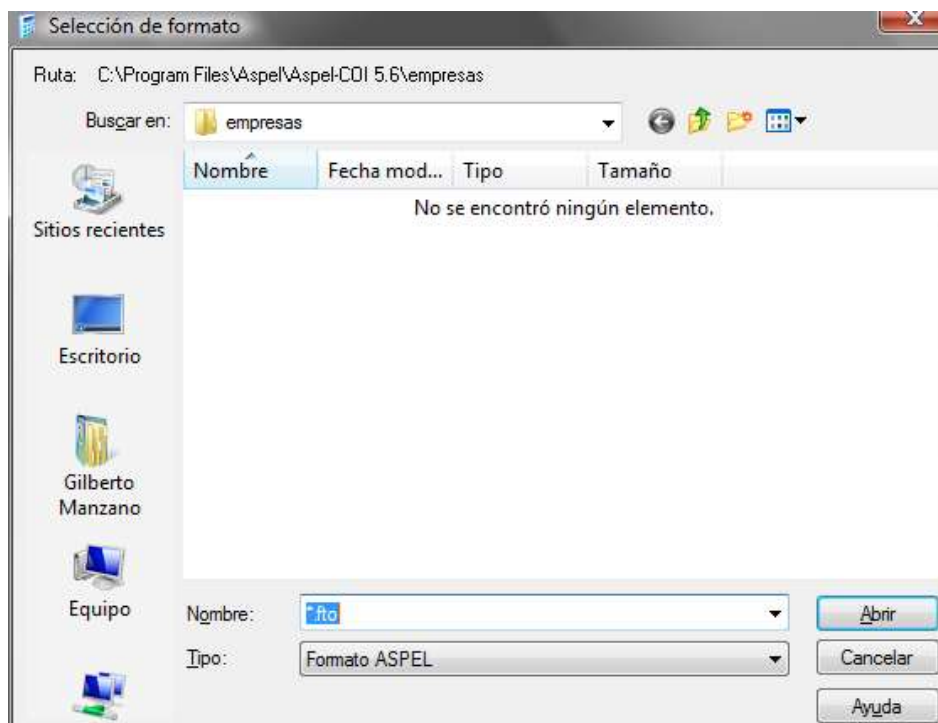 Selección de formato
Ruta: C:\Program Files\Aspel\Aspel-COI 5.6\empresas
Buscar en: empresas
Nombre Fecha mod... Tipo Tamaño
No se encontró ningún elemento.
Sitios recientes
Escritorio
Gilberto
Manzano
Equipo
Nombre: *.fto Abrir
Tipo: Formato ASPEL Cancelar
Ayuda